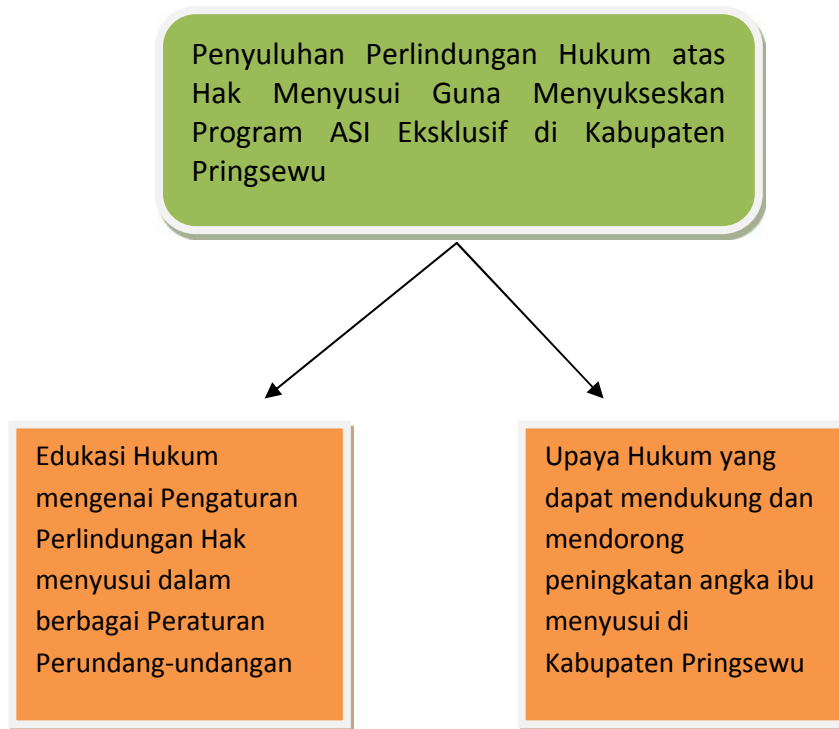 Penyuluhan Perlindungan Hukum atas
Hak Menyusui Guna Menyukseskan
Program ASI Eksklusif di Kabupaten
Pringsewu
Edukasi Hukum
mengenai Pengaturan
Perlindungan Hak
menyusui dalam
berbagai Peraturan
Perundang-undangan
Upaya Hukum yang
dapat mendukung dan
mendorong
peningkatan angka ibu
menyusui di
Kabupaten Pringsewu